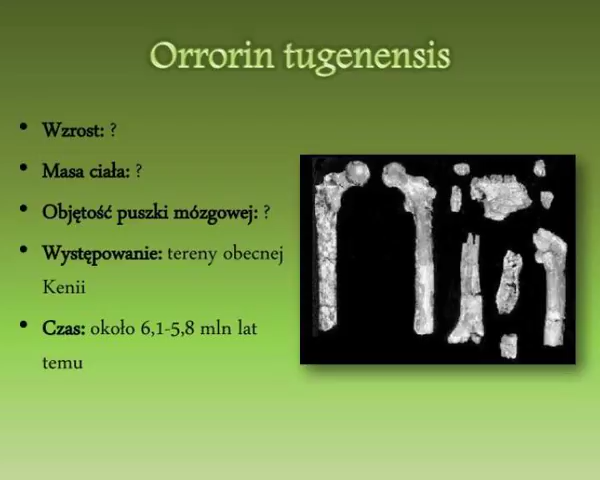 Orrorin tugenensis
• Wzrost: ?
• Masa ciała: ?
• Objętość puszki mózgowej: ?
• Występowanie: tereny obecnej
Kenii
• Czas: około 6,1-5,8 mln lat
temu